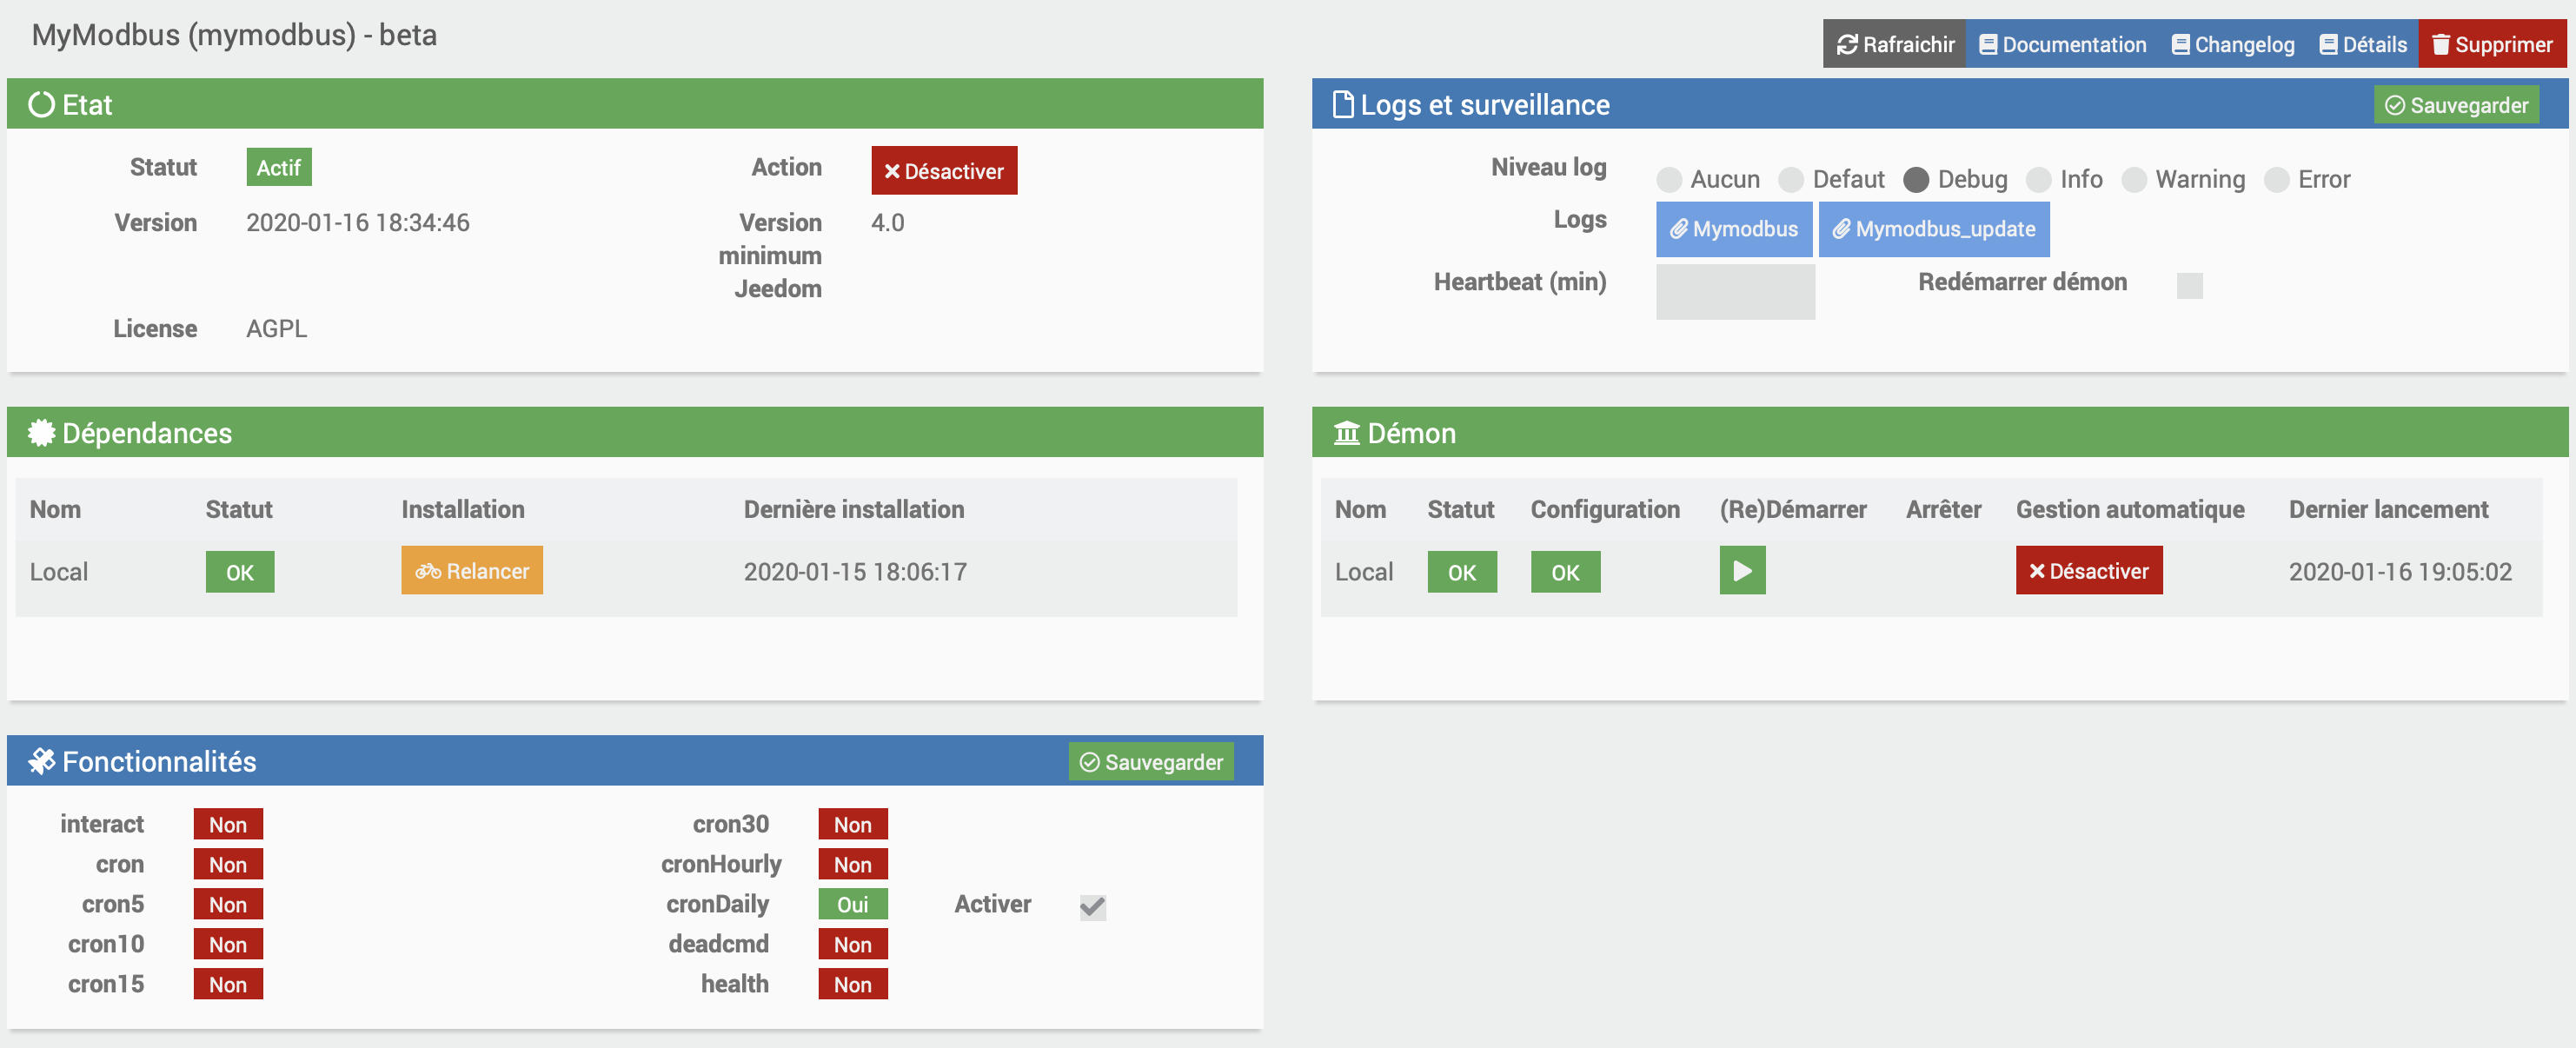 MyModbus (mymodbus) - beta
Rafraichir Documentation Changelog Détails Supprimer
Etat
Statut Actif Action Désactiver
Version 2020-01-16 18:34:46 Version minimum Jeedom 4.0
License AGPL
Logs et surveillance Sauvegarder
Niveau log Aucun Defaut Debug Info Warning Error
Logs Mymodbus Mymodbus_update
Heartbeat (min) Redémarrer démon
Dépendances
Nom Statut Installation Dernière installation
Local OK Relancer 2020-01-15 18:06:17
Démon
Nom Statut Configuration (Re)Démarrer Arrêter Gestion automatique Dernier lancement
Local OK OK Désactiver 2020-01-16 19:05:02
Fonctionnalités Sauvegarder
interact Non cron30 Non
cron Non cronHourly Non
cron5 Non cronDaily Oui Activer
cron10 Non deadcmd Non
cron15 Non health Non